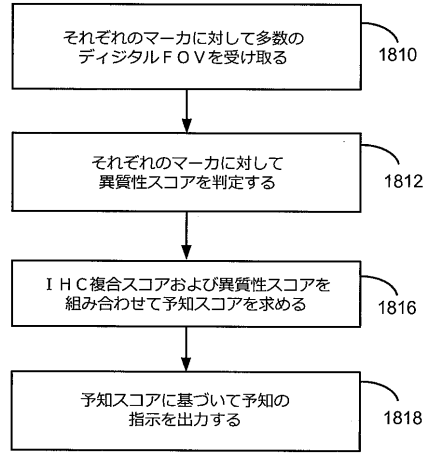 それぞれのマーカに対して多数の
ディジタルＦＯＶを受け取る
1810
それぞれのマーカに対して
異質性スコアを判定する
1812
ＩＨＣ複合スコアおよび異質性スコアを
組み合わせて予知スコアを求める
1816
予知スコアに基づいて予知の
指示を出力する
1818